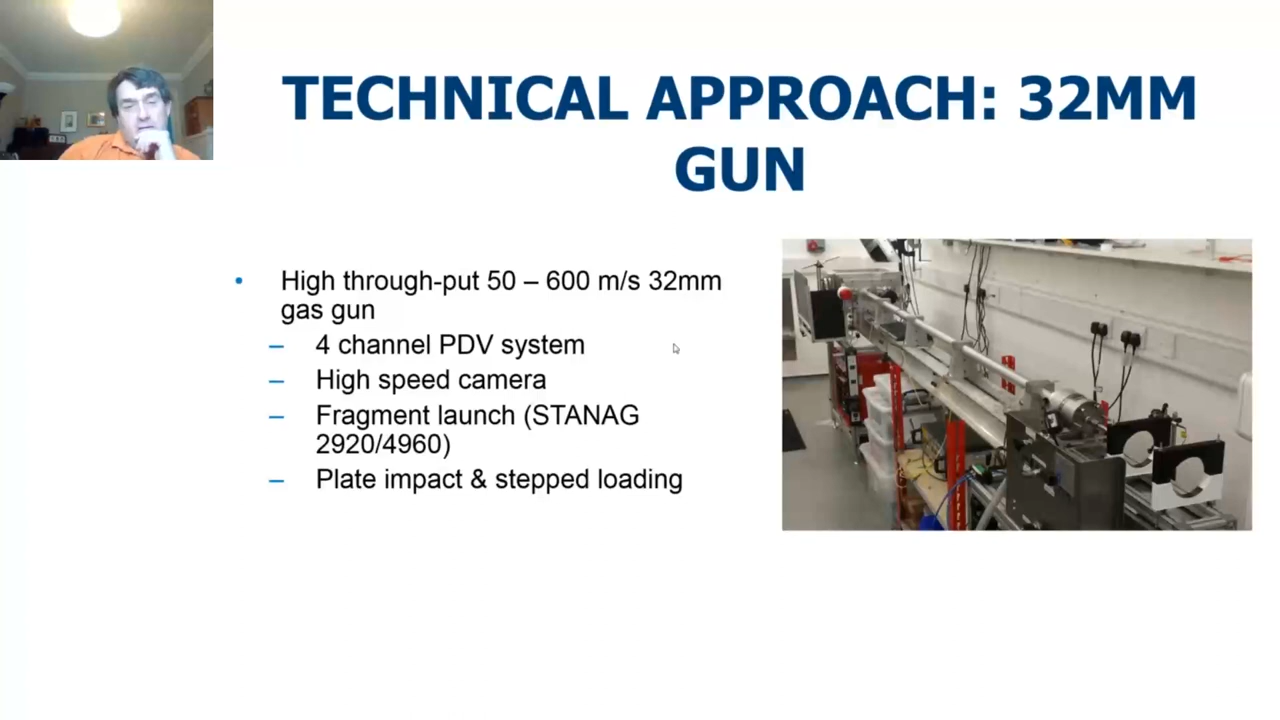 TECHNICAL APPROACH: 32MM
GUN
• High through-put 50 – 600 m/s 32mm
gas gun
– 4 channel PDV system
– High speed camera
– Fragment launch (STANAG
2920/4960)
– Plate impact & stepped loading